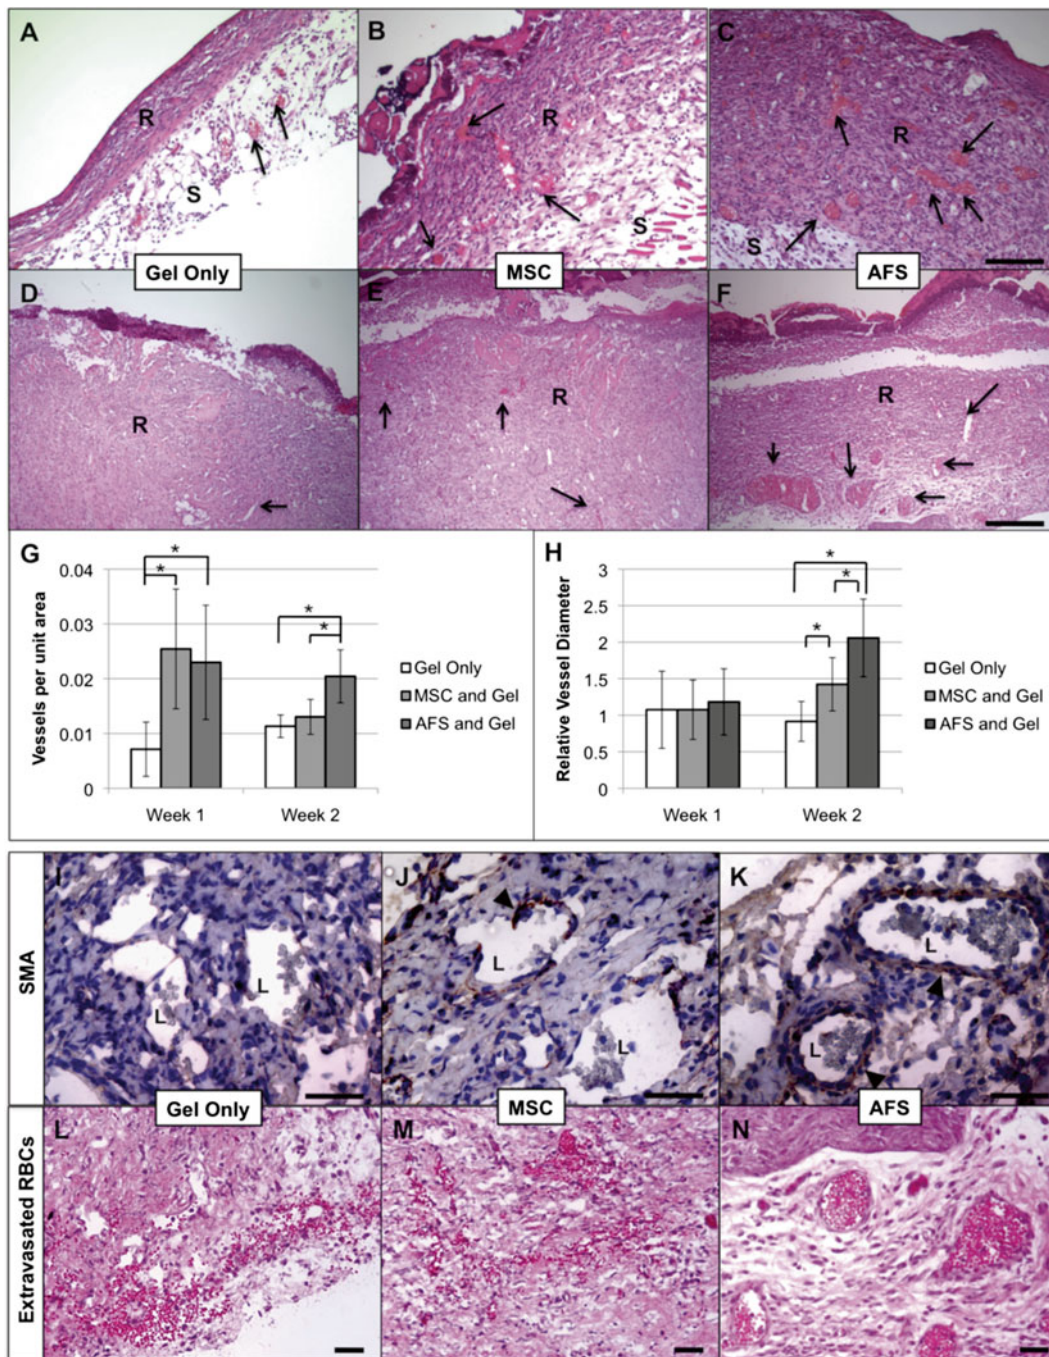 A
B
C
R
R
R
S
S
S
Gel Only
MSC
AFS
D
E
F
R
R
R
G
*
*
*
*
0.04
0.03
0.02
0.01
0
Vessels per unit area
Week 1
Week 2
Gel Only
MSC and Gel
AFS and Gel
H
*
*
*
3
2.5
2
1.5
1
0.5
0
Relative Vessel Diameter
Week 1
Week 2
Gel Only
MSC and Gel
AFS and Gel
SMA
I
J
K
L
L
L
L
L
L
Gel Only
MSC
AFS
Extravasated RBCs
L
M
N